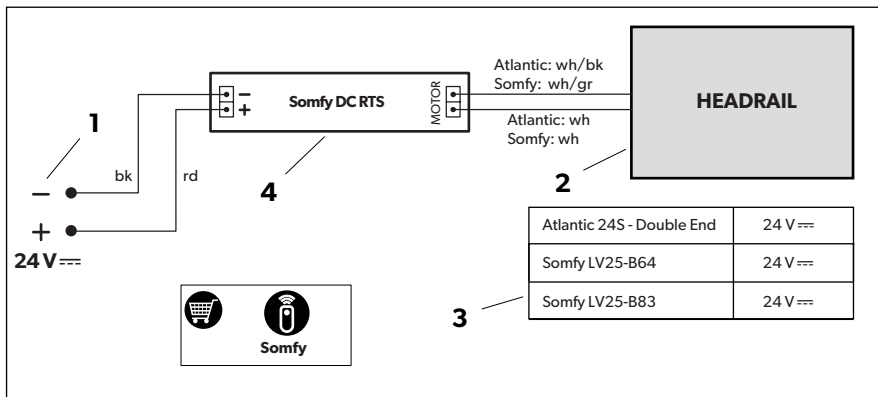 Atlantic: wh/bk
Somfy: wh/gr
− Somfy DC RTS MOTOR
+
HEADRAIL
Atlantic: wh
Somfy: wh
1
bk
rd
4
2
−
+
24 V ⎓
Atlantic 24S - Double End 24 V ⎓
Somfy LV25-B64 24 V ⎓
Somfy LV25-B83 24 V ⎓
3
Somfy